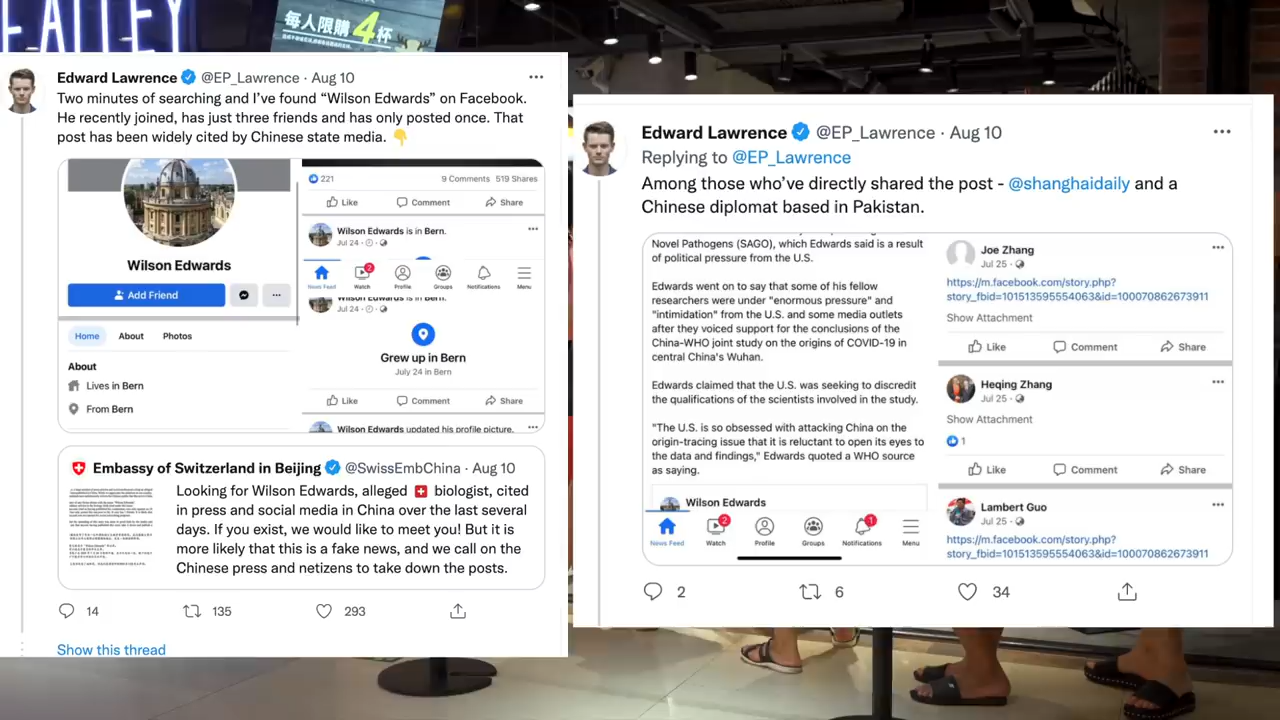 每人限購4杯
Edward Lawrence @EP_Lawrence · Aug 10
Two minutes of searching and I've found “Wilson Edwards” on Facebook.
He recently joined, has just three friends and has only posted once. That
post has been widely cited by Chinese state media.
Wilson Edwards
Add Friend
Home About Photos
About
Lives in Bern
From Bern
221 9 Comments 519 Shares
Like Comment Share
Wilson Edwards is in Bern.
Jul 24
2
News Feed Watch Profile Groups Notifications Menu
Wilson Edwards is in Bern.
Jul 24
Grew up in Bern
July 24 in Bern
Like Comment Share
Wilson Edwards updated his profile picture.
Embassy of Switzerland in Beijing @SwissEmbChina · Aug 10
Looking for Wilson Edwards, alleged biologist, cited
in press and social media in China over the last several
days. If you exist, we would like to meet you! But it is
more likely that this is a fake news, and we call on the
Chinese press and netizens to take down the posts.
14 135 293
Show this thread
Edward Lawrence @EP_Lawrence · Aug 10
Replying to @EP_Lawrence
Among those who've directly shared the post - @shanghaidaily and a
Chinese diplomat based in Pakistan.
Novel Pathogens (SAGO), which Edwards said is a result
of political pressure from the U.S.
Edwards went on to say that some of his fellow
researchers were under "enormous pressure" and
"intimidation" from the U.S. and some media outlets
after they voiced support for the conclusions of the
China-WHO joint study on the origins of COVID-19 in
central China's Wuhan.
Edwards claimed that the U.S. was seeking to discredit
the qualifications of the scientists involved in the study.
"The U.S. is so obsessed with attacking China on the
origin-tracing issue that it is reluctant to open its eyes to
the data and findings," Edwards quoted a WHO source
as saying.
Wilson Edwards
2 1
News Feed Watch Profile Groups Notifications Menu
Joe Zhang
Jul 25
https://m.facebook.com/story.php?
story_fbid=101513595554063&id=100070862673911
Show Attachment
Like Comment Share
Heqing Zhang
Jul 25
Show Attachment
1
Like Comment Share
Lambert Guo
Jul 25
https://m.facebook.com/story.php?
story_fbid=101513595554063&id=100070862673911
2 6 34